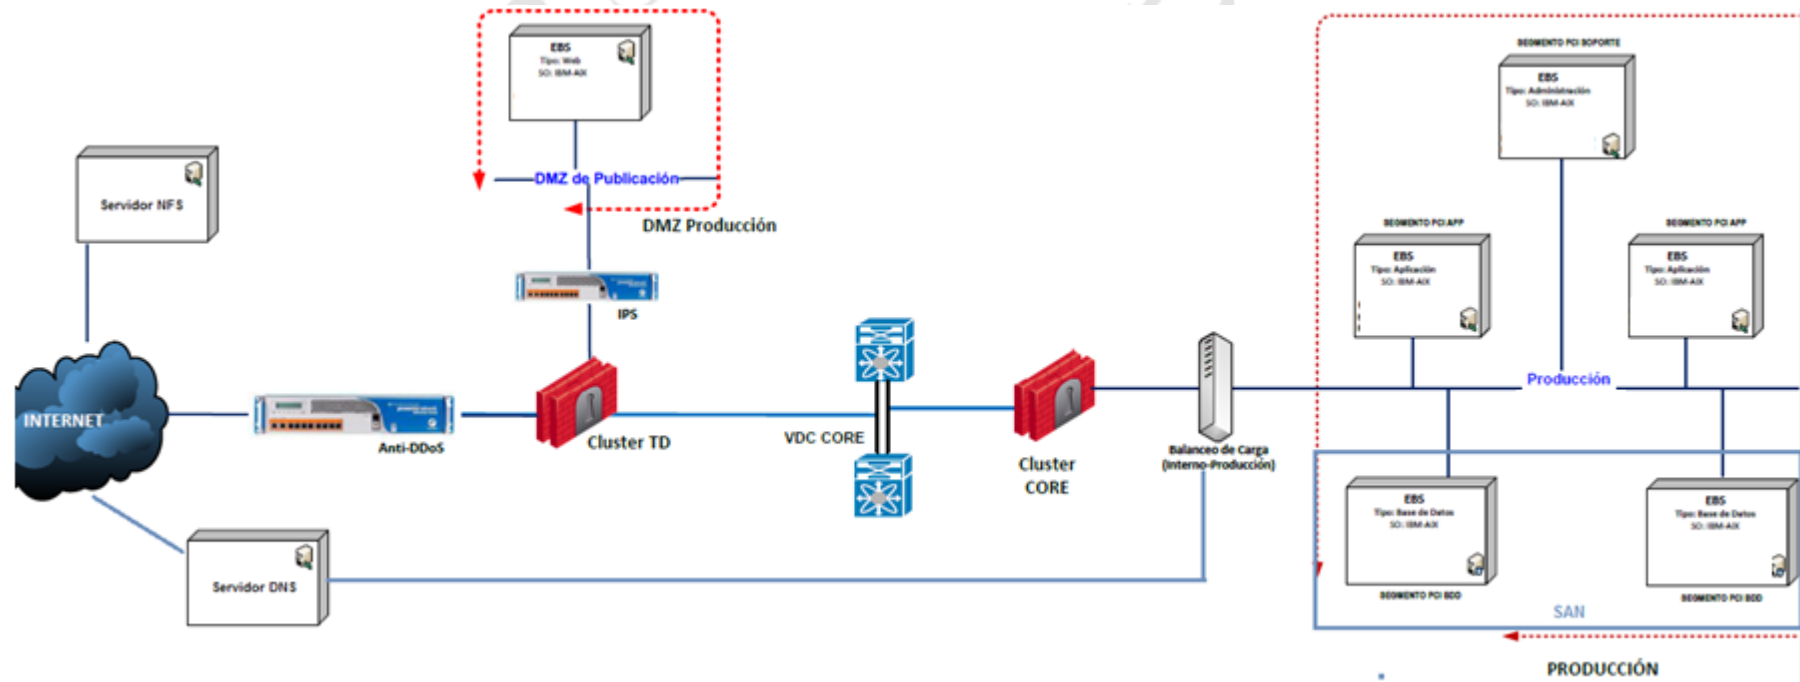 EBS
Tipo: Web
SO: IBM-AIX
DMZ de Publicación
DMZ Producción
Servidor NFS
IPS
INTERNET
Anti-DDoS
Cluster TD
VDC CORE
Cluster
CORE
Balanceo de Carga
(Interno-Producción)
Servidor DNS
SEGMENTO PCI SOPORTE
EBS
Tipo: Administración
SO: IBM-AIX
SEGMENTO PCI APP
EBS
Tipo: Aplicación
SO: IBM-AIX
SEGMENTO PCI APP
EBS
Tipo: Aplicación
SO: IBM-AIX
Producción
EBS
Tipo: Base de Datos
SO: IBM-AIX
SEGMENTO PCI BDD
EBS
Tipo: Base de Datos
SO: IBM-AIX
SEGMENTO PCI BDD
SAN
PRODUCCIÓN